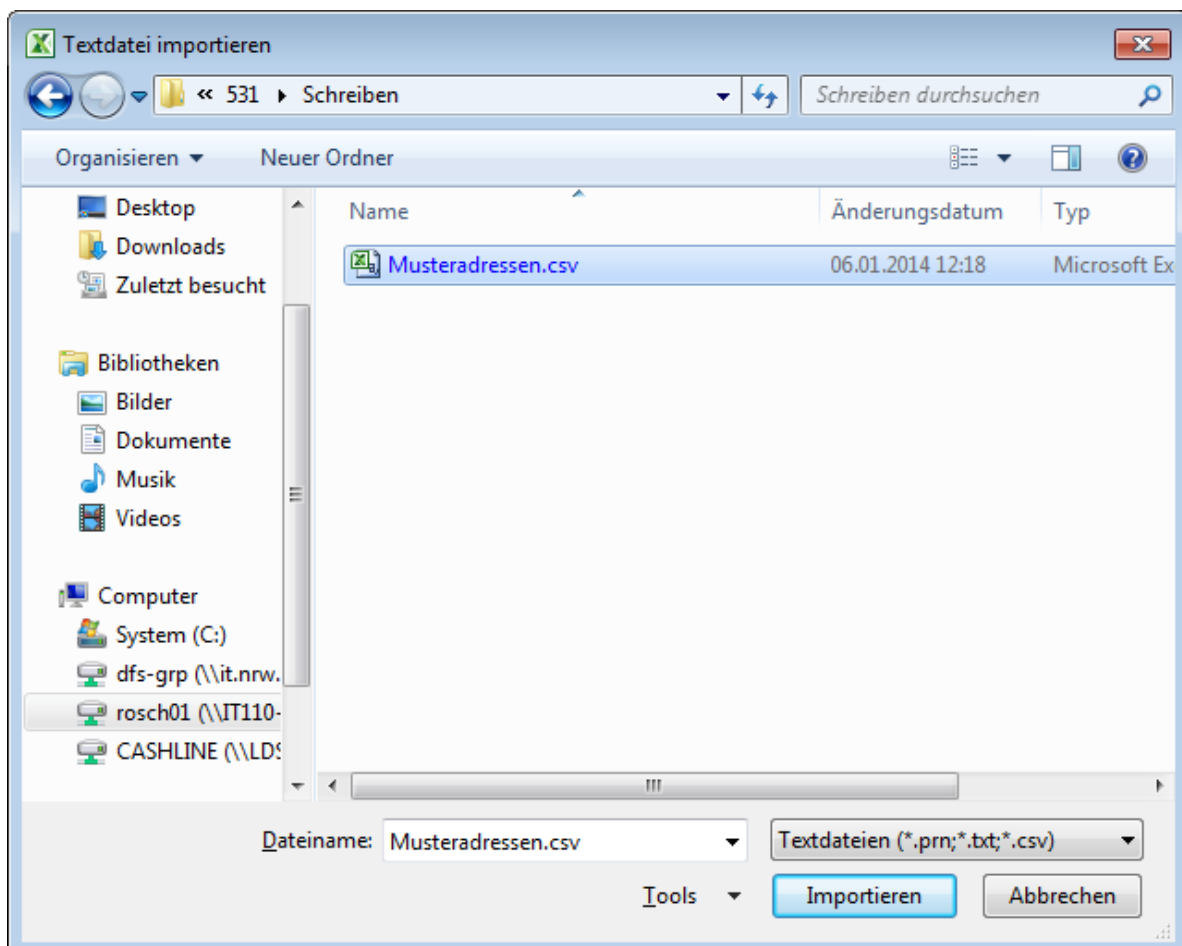 Textdatei importieren
« 531 ▸ Schreiben
Schreiben durchsuchen
Organisieren
Neuer Ordner
Desktop
Downloads
Zuletzt besucht
Bibliotheken
Bilder
Dokumente
Musik
Videos
Computer
System (C:)
dfs-grp (\\it.nrw.
rosch01 (\\IT110-
CASHLINE (\\LDS
Name Änderungsdatum Typ
Musteradressen.csv 06.01.2014 12:18 Microsoft Ex
Dateiname: Musteradressen.csv Textdateien (*.prn;*.txt;*.csv)
Tools Importieren Abbrechen